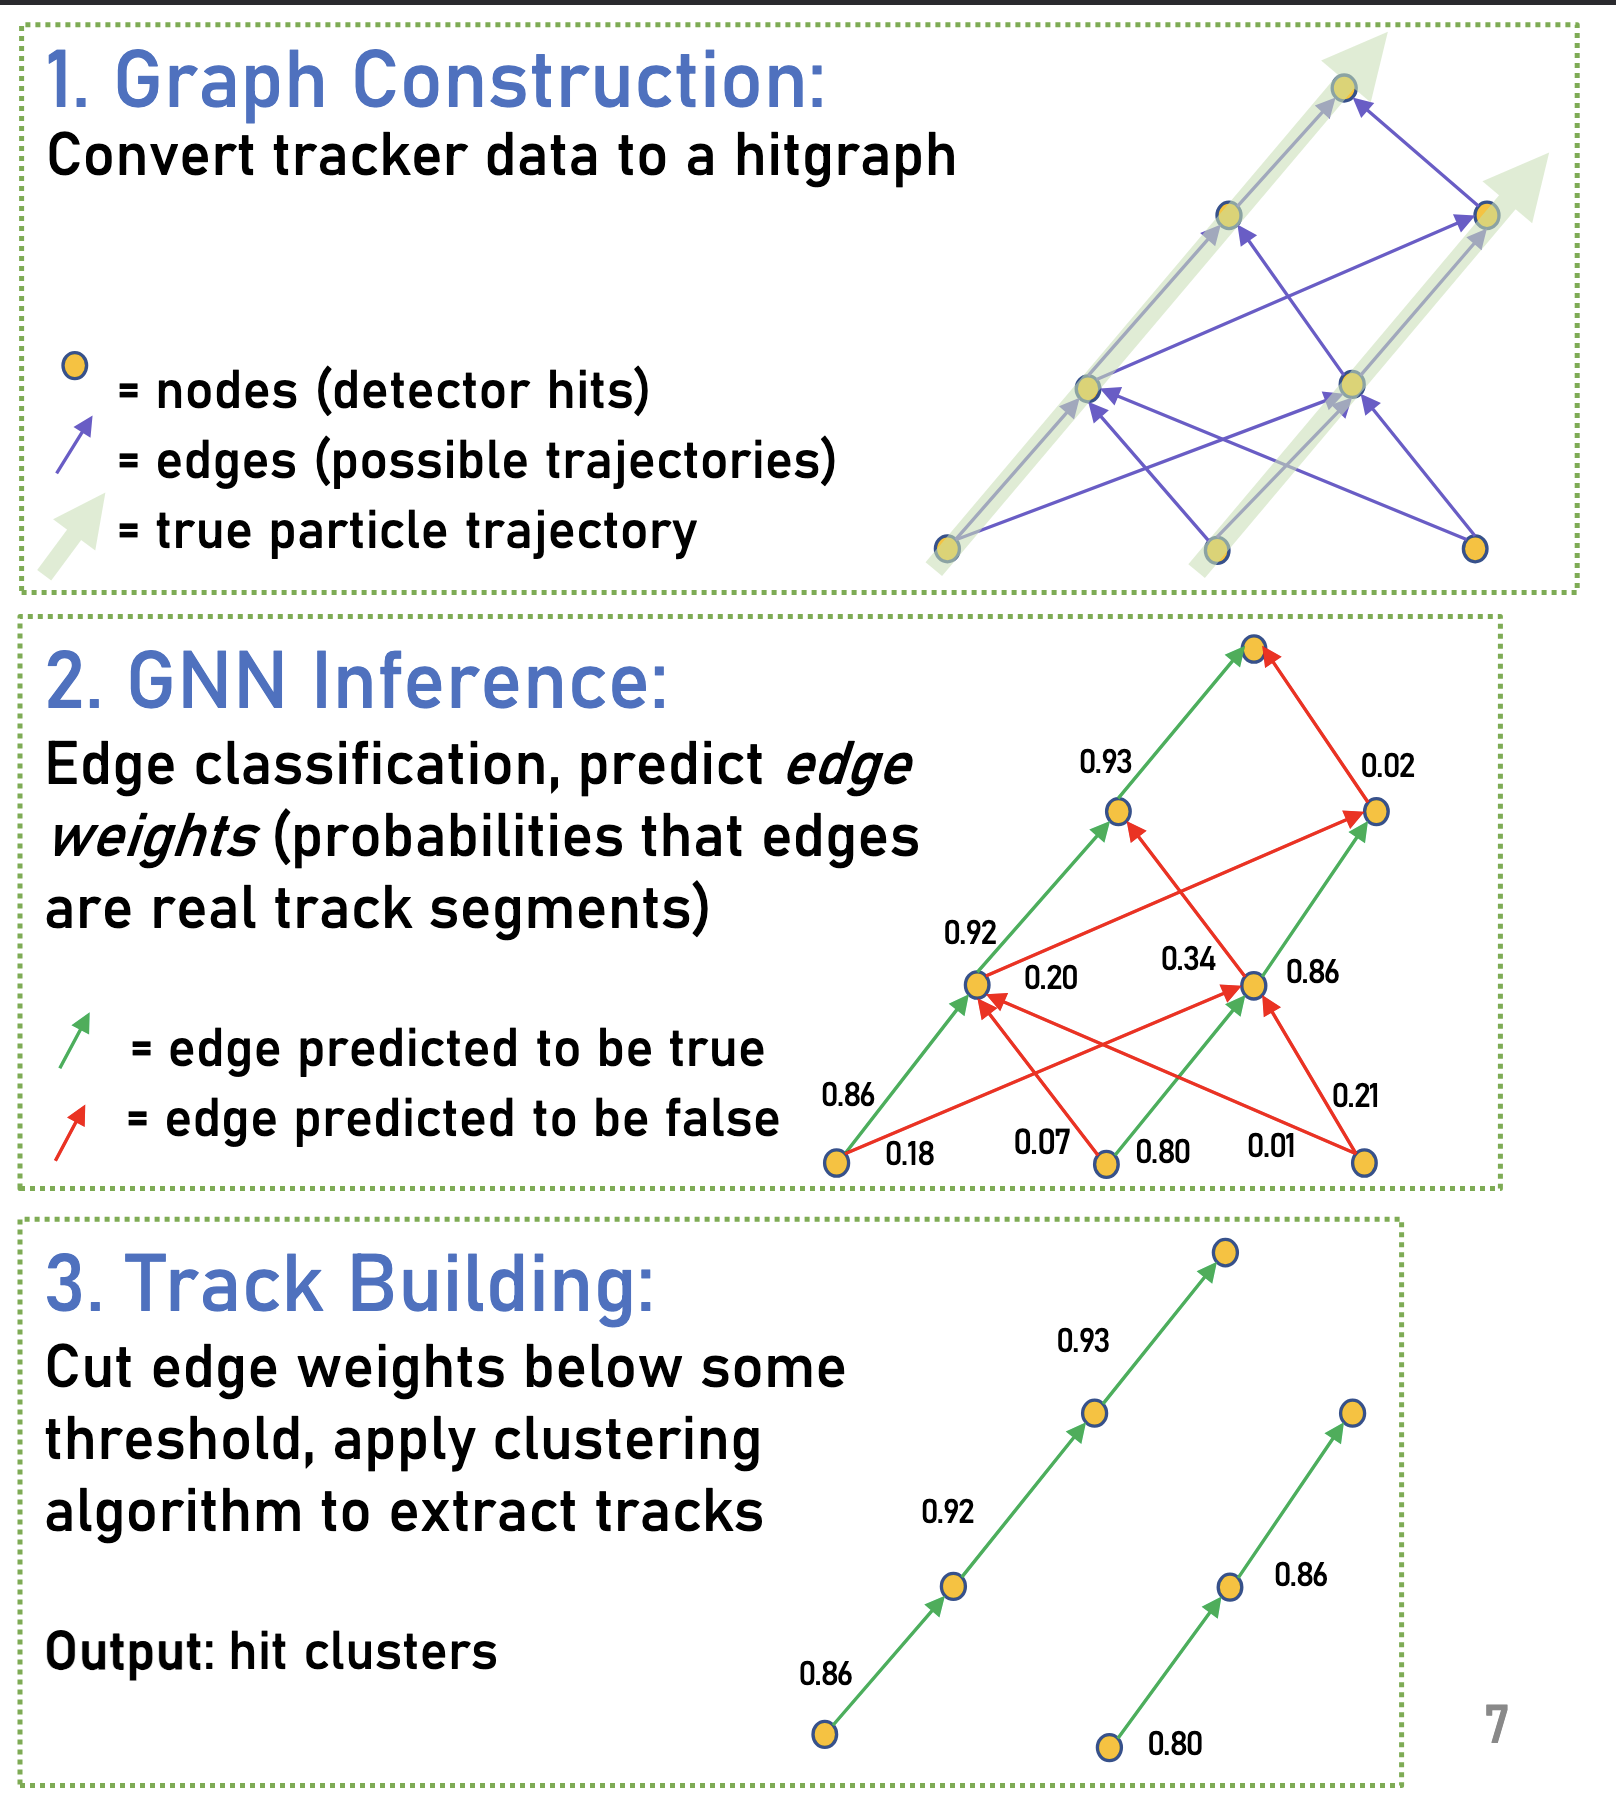 1. Graph Construction:
Convert tracker data to a hitgraph
= nodes (detector hits)
= edges (possible trajectories)
= true particle trajectory
2. GNN Inference:
Edge classification, predict edge
weights (probabilities that edges
are real track segments)
= edge predicted to be true
= edge predicted to be false
0.93
0.02
0.92
0.20
0.34
0.86
0.86
0.18
0.07
0.80
0.01
0.21
3. Track Building:
Cut edge weights below some
threshold, apply clustering
algorithm to extract tracks
Output: hit clusters
0.93
0.92
0.86
0.86
0.80
7